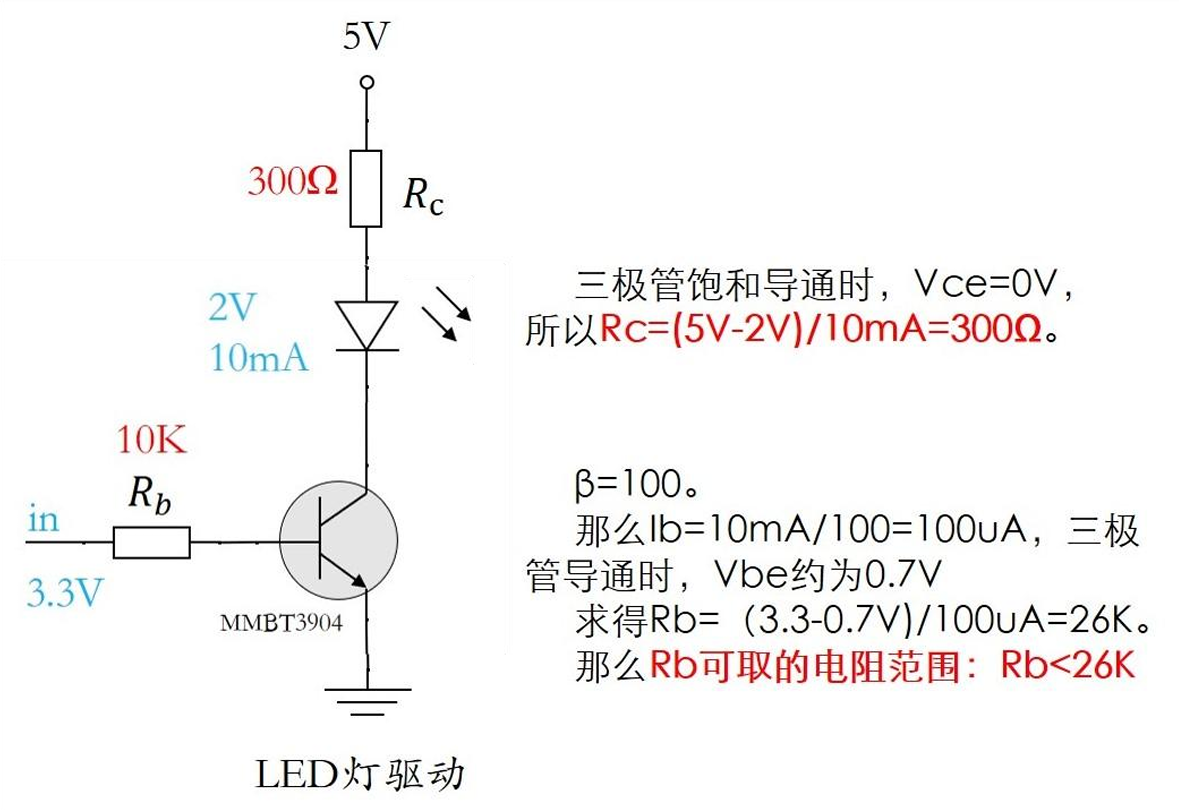 5V
300Ω
Rc
2V
10mA
三极管饱和导通时，Vce=0V，
所以Rc=(5V-2V)/10mA=300Ω。
10K
Rb
in
3.3V
MMBT3904
β=100。
那么Ib=10mA/100=100uA，三极
管导通时，Vbe约为0.7V
求得Rb=（3.3-0.7V)/100uA=26K。
那么Rb可取的电阻范围：Rb<26K
LED灯驱动